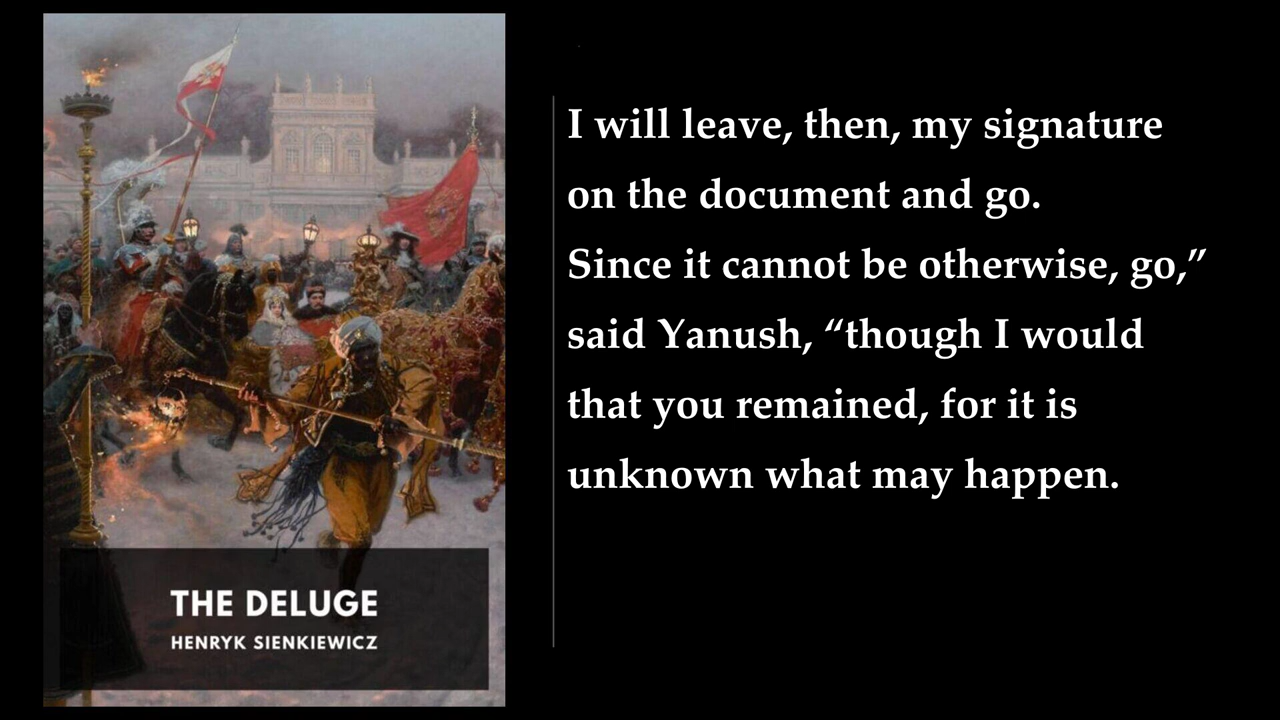 THE DELUGE
HENRYK SIENKIEWICZ
I will leave, then, my signature
on the document and go.
Since it cannot be otherwise, go,”
said Yanush, “though I would
that you remained, for it is
unknown what may happen.